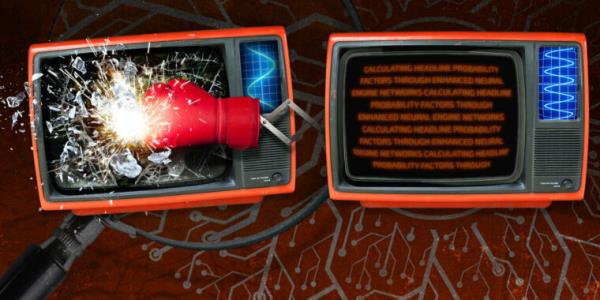 CALCULATING HEADLINE PROBABILITY
FACTORS THROUGH ENHANCED NEURAL
ENGINE NETWORKS CALCULATING HEADLINE
PROBABILITY FACTORS THROUGH
ENHANCED NEURAL ENGINE NETWORKS
CALCULATING HEADLINE PROBABILITY
FACTORS THROUGH ENHANCED NEURAL
ENGINE NETWORKS CALCULATING HEADLINE
PROBABILITY FACTORS THROUGH